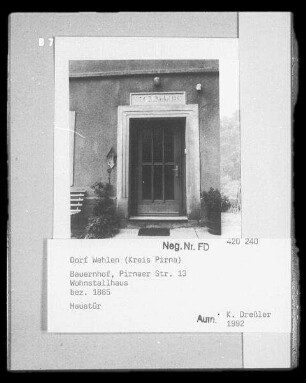 Neg. Nr. FD 420 240
Dorf Wehlen (Kreis Pirna)
Bauernhof, Pirnaer Str. 13
Wohnstallhaus
bez. 1865
Haustür
Aufn. K. Dreßler
1992